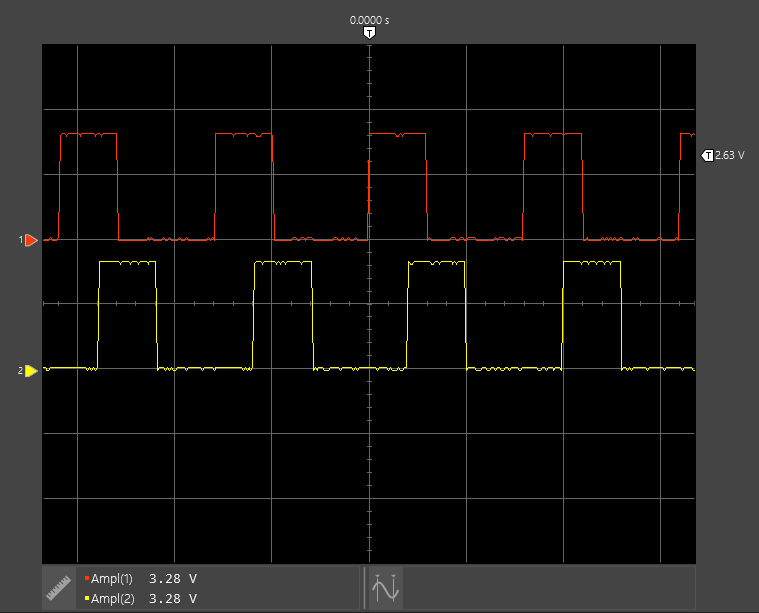 0.0000 s
T
T 2.63 V
1
2
Ampl(1) 3.28 V
Ampl(2) 3.28 V